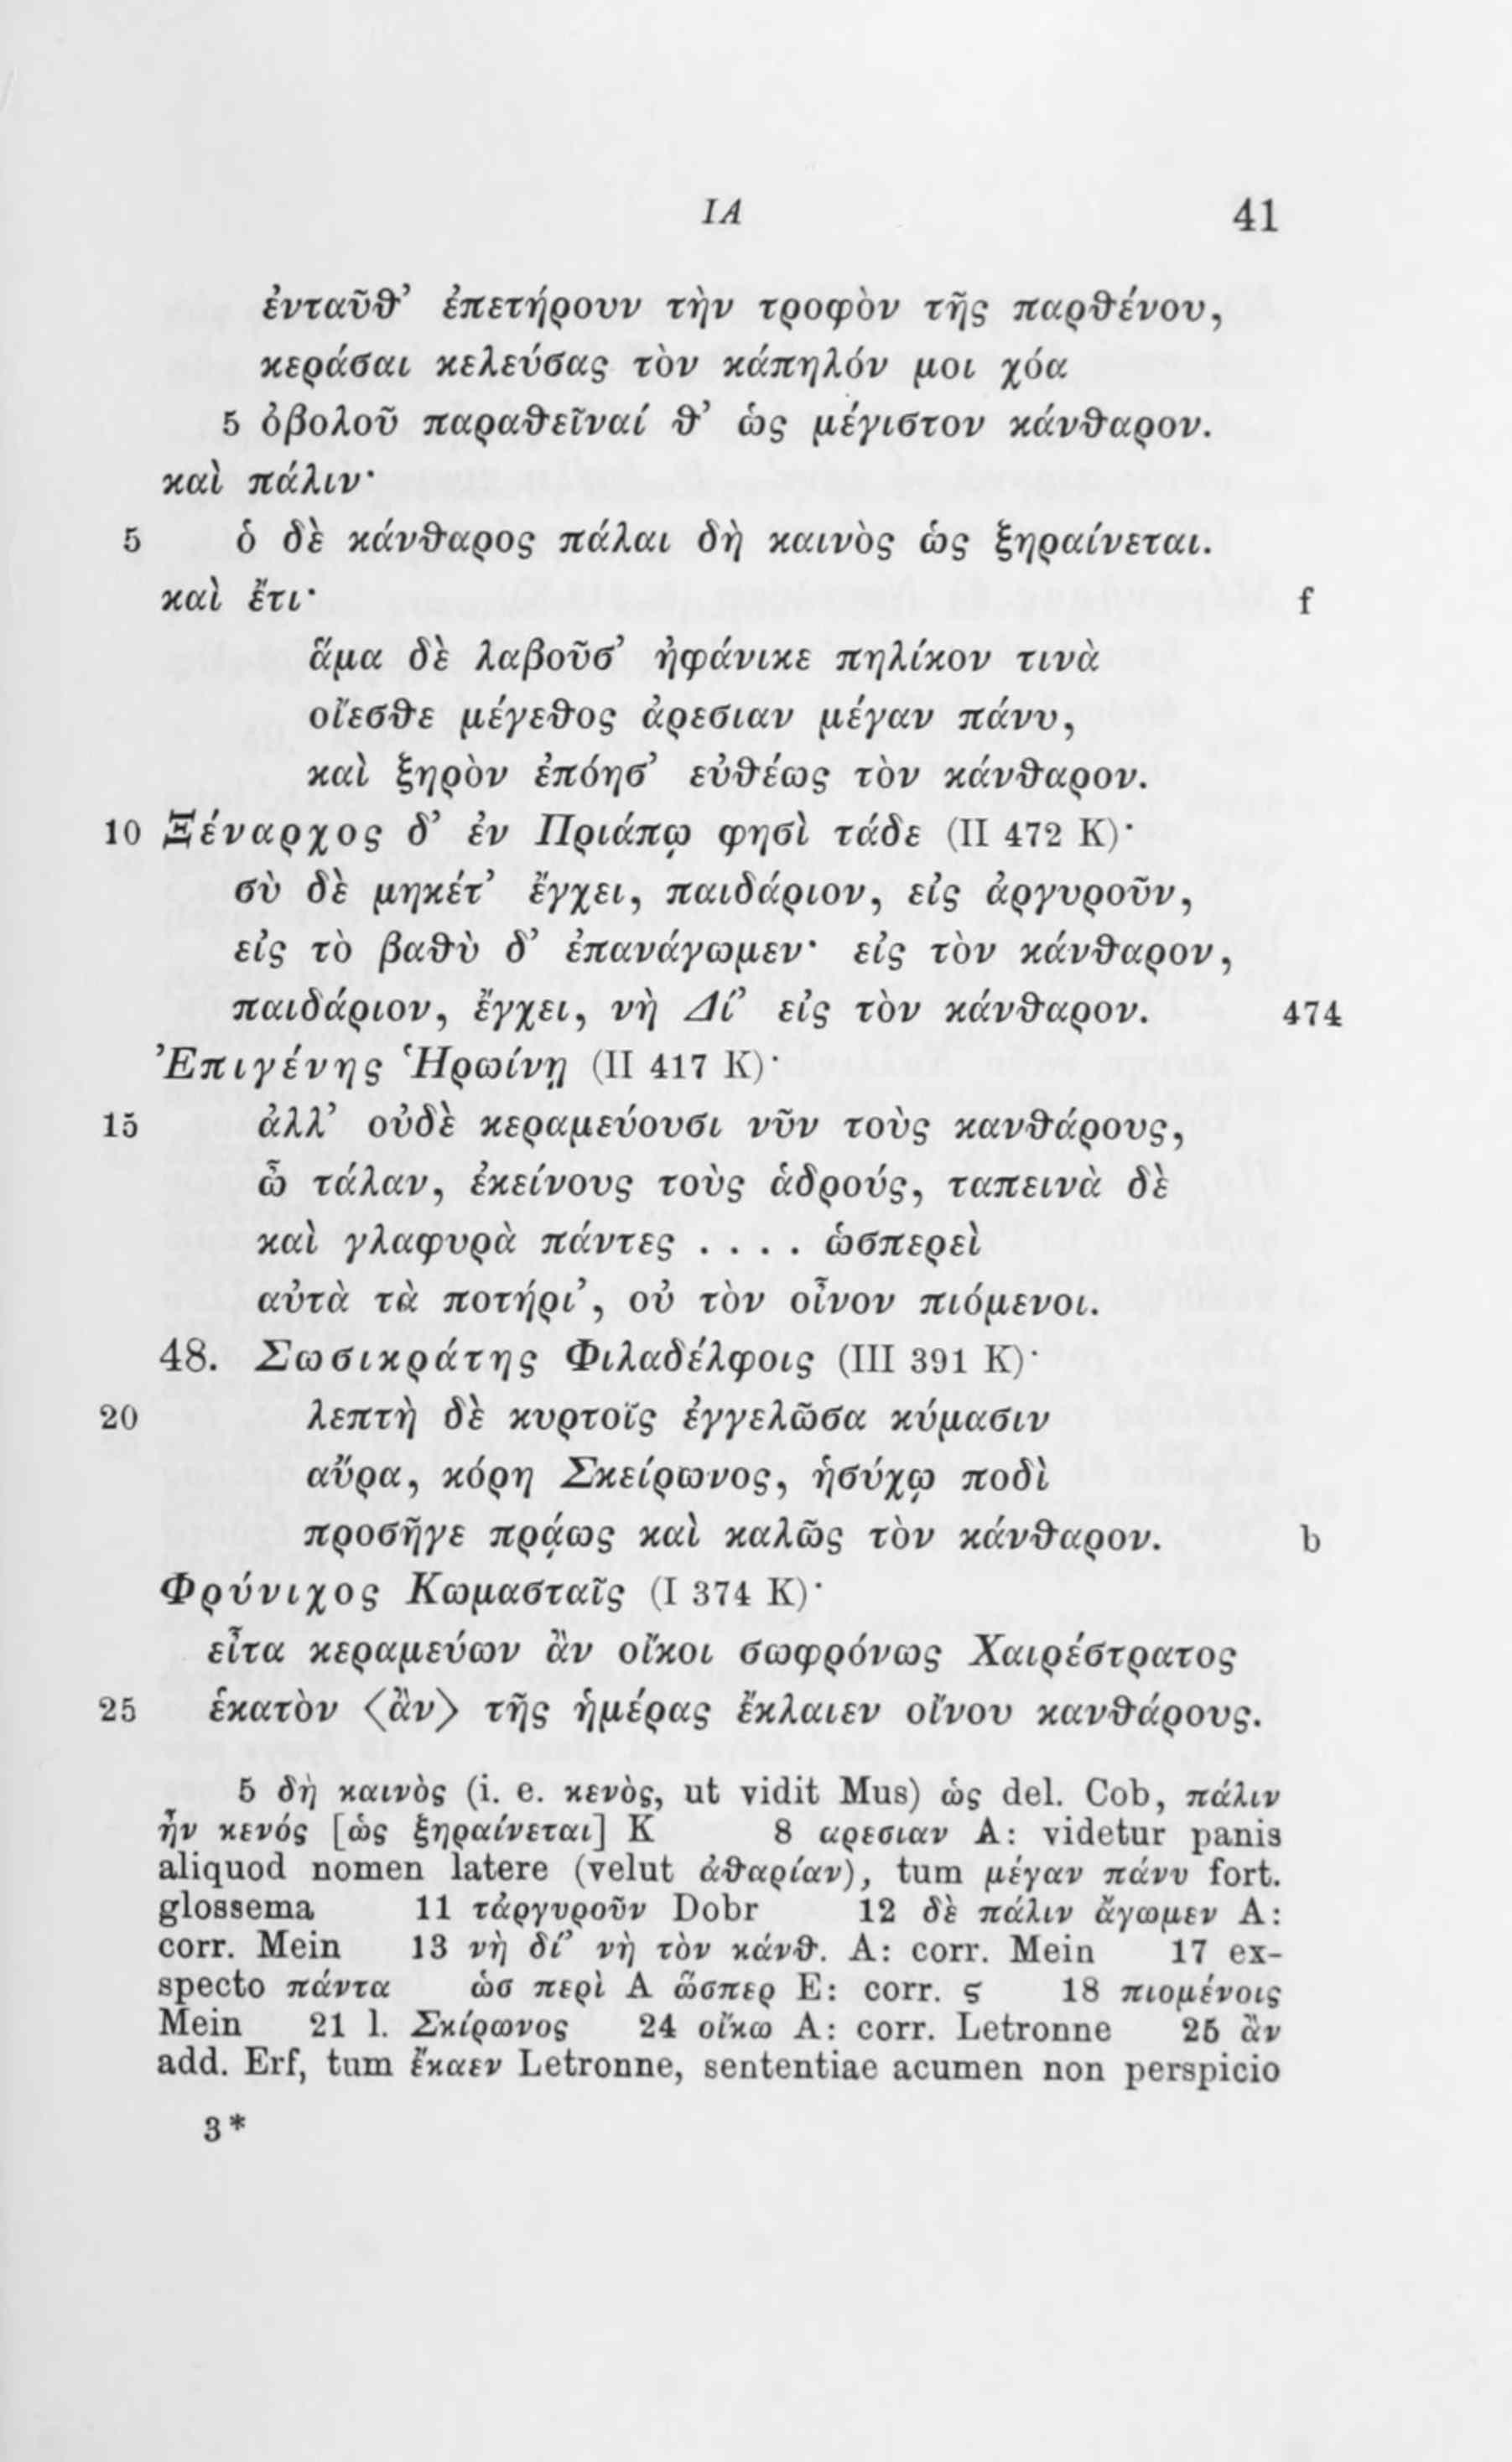 ΙΑ 41
ἐνταῦθ’ ἐπετήρουν τὴν τροφὸν τῆς παρθένου,
κεράσαι κελεύσας τὸν κάπηλόν μοι χόα
5 ὀβολοῦ παραθεῖναί θ’ ὡς μέγιστον κάνθαρον.
καὶ πάλιν·
5 ὁ δὲ κάνθαρος πάλαι δὴ καινὸς ὡς ξηραίνεται.
καὶ ἔτι· f
ἅμα δὲ λαβοῦσ’ ἠφάνικε πηλίκον τινὰ
οἴεσθε μέγεθος ἀρεσιαν μέγαν πάνυ,
καὶ ξηρὸν ἐπόησ’ εὐθέως τὸν κάνθαρον.
10 Ξέναρχος δ’ ἐν Πριάπῳ φησὶ τάδε (II 472 K)·
σὺ δὲ μηκέτ’ ἔγχει, παιδάριον, εἰς ἀργυροῦν,
εἰς τὸ βαθὺ δ’ ἐπανάγωμεν· εἰς τὸν κάνθαρον,
παιδάριον, ἔγχει, νὴ Δί’ εἰς τὸν κάνθαρον. 474
Ἐπιγένης Ἡρωίνῃ (II 417 K)·
15 ἀλλ’ οὐδὲ κεραμεύουσι νῦν τοὺς κανθάρους,
ὦ τάλαν, ἐκείνους τοὺς ἁδρούς, ταπεινὰ δὲ
καὶ γλαφυρὰ πάντες . . . . ὡσπερεὶ
αὐτὰ τὰ ποτήρι’, οὐ τὸν οἶνον πιόμενοι.
48. Σωσικράτης Φιλαδέλφοις (III 391 K)·
20 λεπτὴ δὲ κυρτοῖς ἐγγελῶσα κύμασιν
αὔρα, κόρη Σκείρωνος, ἡσύχῳ ποδὶ
προσῆγε πρᾴως καὶ καλῶς τὸν κάνθαρον. b
Φρύνιχος Κωμασταῖς (I 374 K)·
εἶτα κεραμεύων ἂν οἴκοι σωφρόνως Χαιρέστρατος
25 ἑκατὸν ⟨ἂν⟩ τῆς ἡμέρας ἔκλαιεν οἴνου κανθάρους.
5 δὴ καινὸς (i. e. κενὸς, ut vidit Mus) ὡς del. Cob, πάλιν
ἦν κενός [ὡς ξηραίνεται] K 8 αρεσιαν A: videtur panis
aliquod nomen latere (velut ἀθαρίαν), tum μέγαν πάνυ fort.
glossema 11 τἀργυροῦν Dobr 12 δὲ πάλιν ἄγωμεν A:
corr. Mein 13 νὴ δί’ νὴ τὸν κάνθ. A: corr. Mein 17 ex-
specto πάντα ὡσ περὶ A ὥσπερ E: corr. ς 18 πιομένοις
Mein 21 l. Σκίρωνος 24 οἴκω A: corr. Letronne 25 ἂν
add. Erf, tum ἔκαεν Letronne, sententiae acumen non perspicio
3*